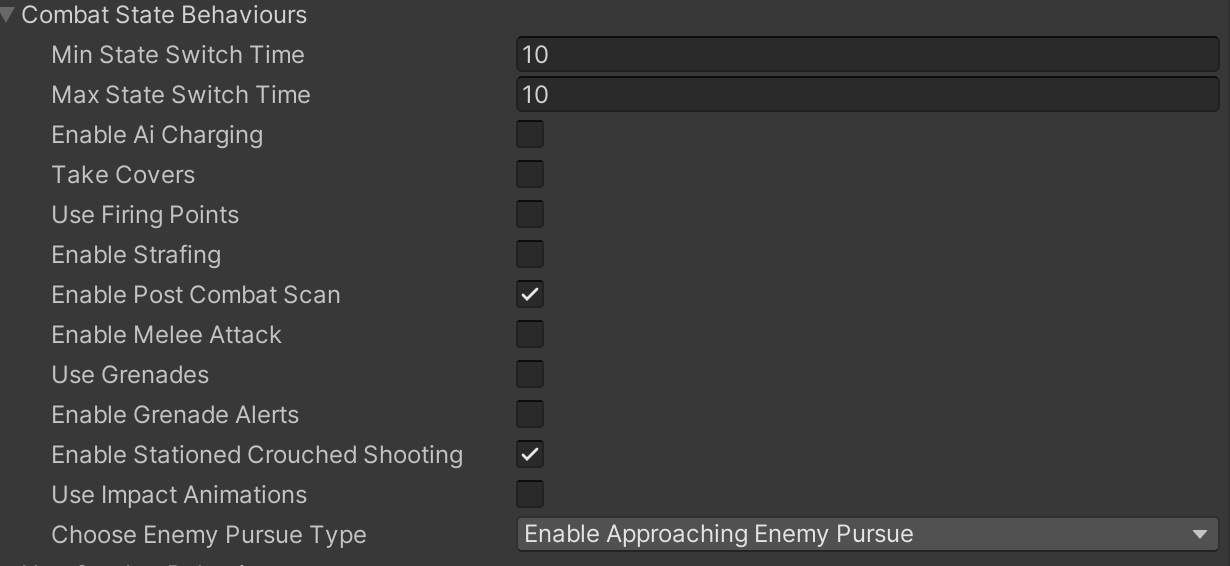 Combat State Behaviours
Min State Switch Time 10
Max State Switch Time 10
Enable Ai Charging
Take Covers
Use Firing Points
Enable Strafing
Enable Post Combat Scan
Enable Melee Attack
Use Grenades
Enable Grenade Alerts
Enable Stationed Crouched Shooting
Use Impact Animations
Choose Enemy Pursue Type Enable Approaching Enemy Pursue